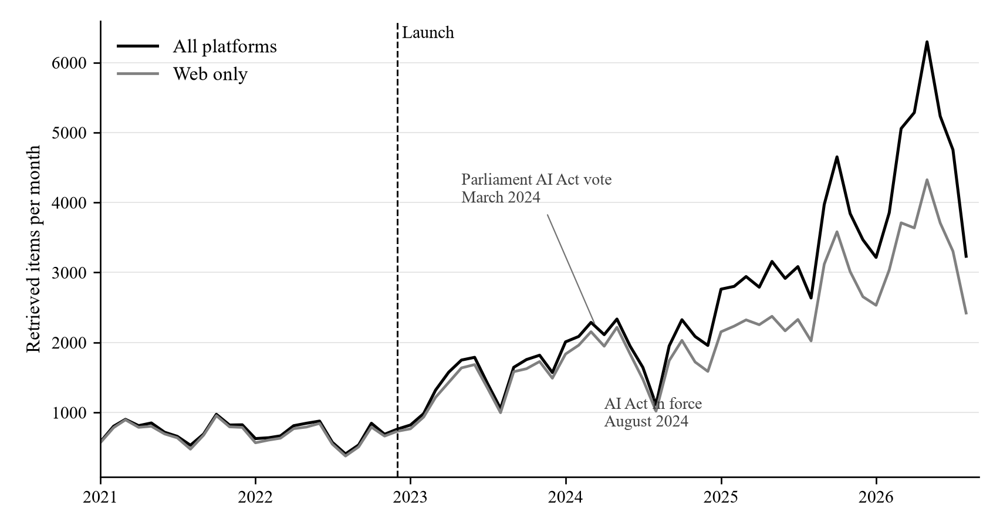 Launch
All platforms
Web only
6000
5000
4000
3000
2000
1000
Retrieved items per month
Parliament AI Act vote
March 2024
AI Act in force
August 2024
2021
2022
2023
2024
2025
2026